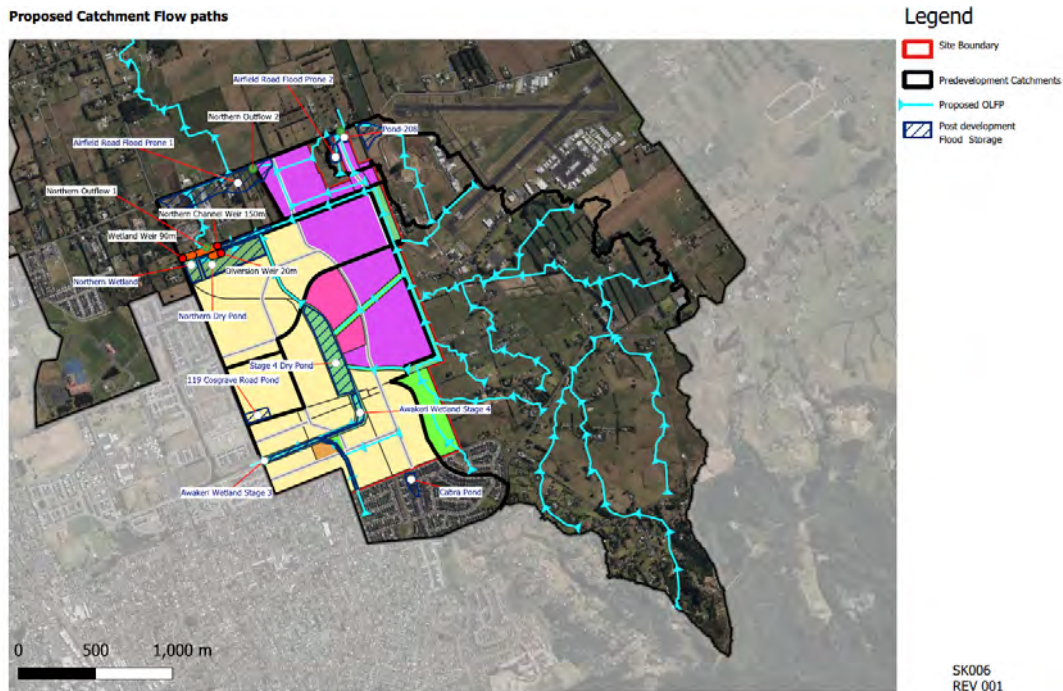 Proposed Catchment Flow paths
Legend
Site Boundary
Predevelopment Catchments
Proposed OLFP
Post development
Flood Storage
Airfield Road Flood Prone 2
Northern Outflow 2
Pond-208
Airfield Road Flood Prone 1
Northern Outflow 1
Northern Channel Weir 150m
Wetland Weir 90m
Diversion Weir 20m
Northern Wetland
Northern Dry Pond
Stage 4 Dry Pond
119 Cosgrave Road Pond
Awakeri Wetland Stage 4
Awakeri Wetland Stage 3
Cabra Pond
0 500 1,000 m
SK006
REV 001